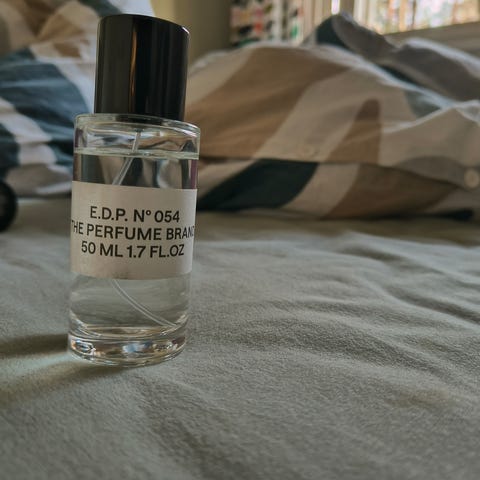 E.D.P. N° 054
THE PERFUME BRAND
50 ML 1.7 FL.OZ